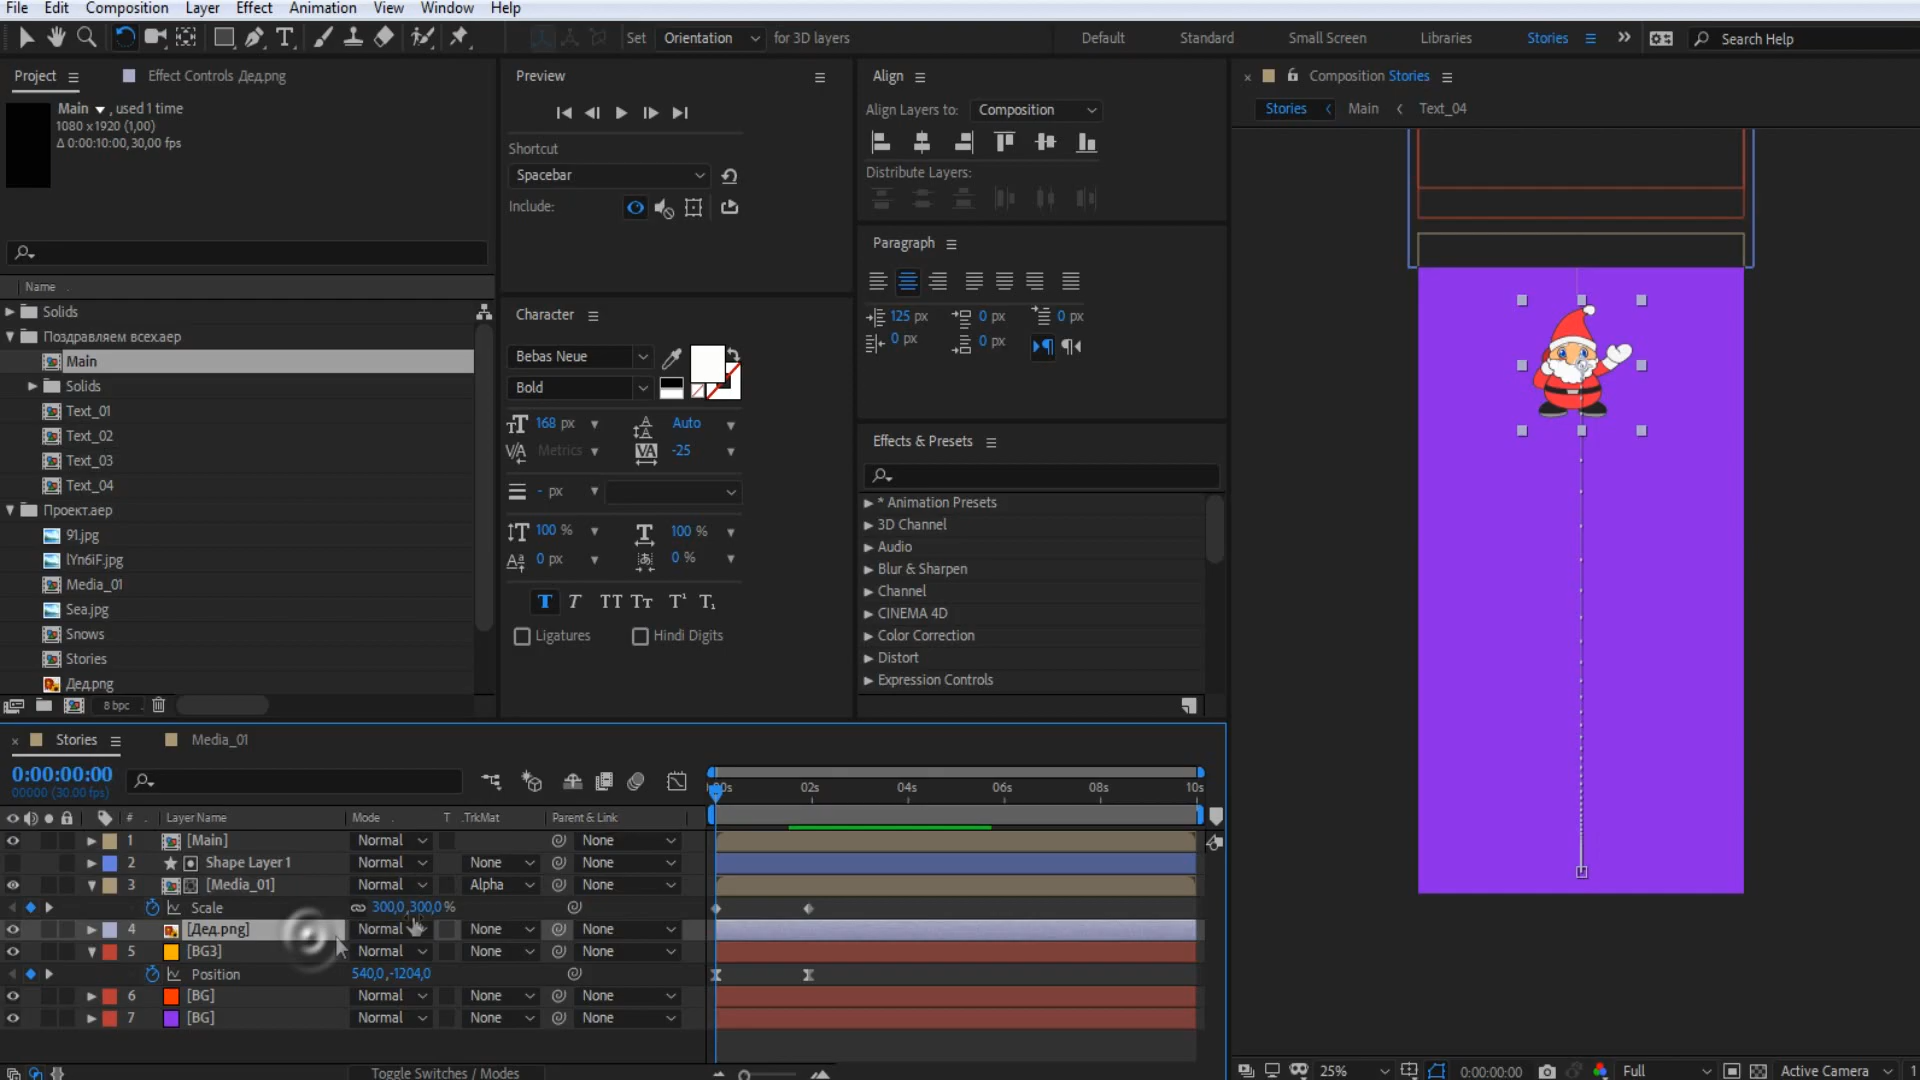 File Edit Composition Layer Effect Animation View Window Help
Set Orientation for 3D layers Default Standard Small Screen Libraries Stories Search Help
Project Effect Controls Дед.png
Main , used 1 time
1080 x 1920 (1,00)
Δ 0:00:10:00, 30,00 fps
Name
Solids
Поздравляем всех.aep
Main
Solids
Text_01
Text_02
Text_03
Text_04
Проект.aep
91.jpg
lYn6iF.jpg
Media_01
Sea.jpg
Snows
Stories
Дед.png
8 bpc
Preview
Shortcut
Spacebar
Include:
Character
Bebas Neue
Bold
168 px Auto
Metrics -25
- px
100 % 100 %
0 px 0 %
T T TT Tт T¹ T₁
Ligatures Hindi Digits
Align
Align Layers to: Composition
Distribute Layers:
Paragraph
125 px 0 px 0 px
0 px 0 px
Effects & Presets
* Animation Presets
3D Channel
Audio
Blur & Sharpen
Channel
CINEMA 4D
Color Correction
Distort
Expression Controls
Composition Stories
Stories Main Text_04
Stories Media_01
0:00:00:00
00000 (30.00 fps)
02s 04s 06s 08s 10s
# Layer Name Mode T .TrkMat Parent & Link
1 [Main] Normal None
2 Shape Layer 1 Normal None None
3 [Media_01] Normal Alpha None
Scale 300,0,300,0 %
4 [Дед.png] Normal None None
5 [BG3] Normal None None
Position 540,0,-1204,0
6 [BG] Normal None None
7 [BG] Normal None None
Toggle Switches / Modes
25% 0:00:00:00 Full Active Camera 1